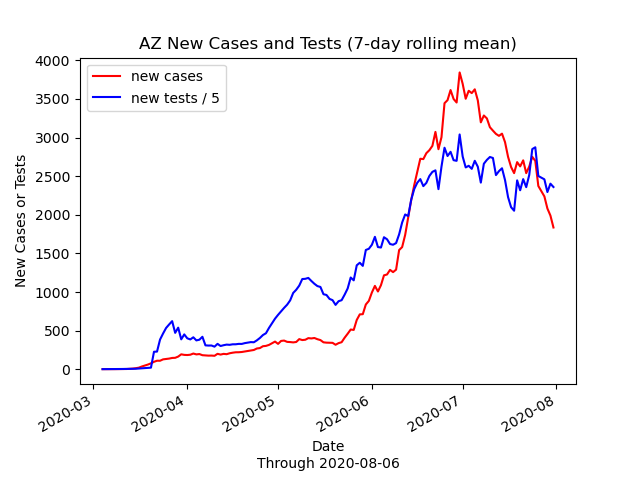 AZ New Cases and Tests (7-day rolling mean)
new cases
new tests / 5
4000
3500
3000
2500
2000
1500
1000
500
0
New Cases or Tests
2020-03
2020-04
2020-05
2020-06
2020-07
2020-08
Date
Through 2020-08-06